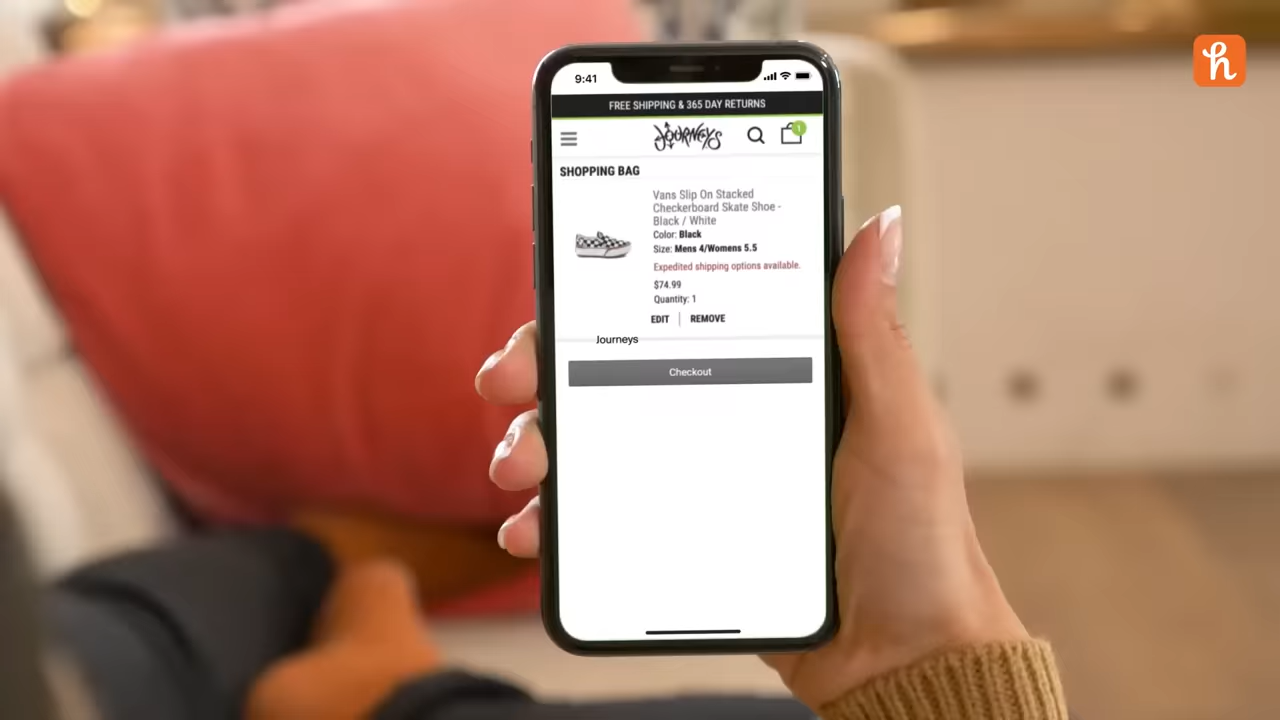 9:41
FREE SHIPPING & 365 DAY RETURNS
JOURNEYS
1
SHOPPING BAG
Vans Slip On Stacked
Checkerboard Skate Shoe -
Black / White
Color: Black
Size: Mens 4/Womens 5.5
Expedited shipping options available.
$74.99
Quantity: 1
EDIT | REMOVE
Journeys
Checkout
h